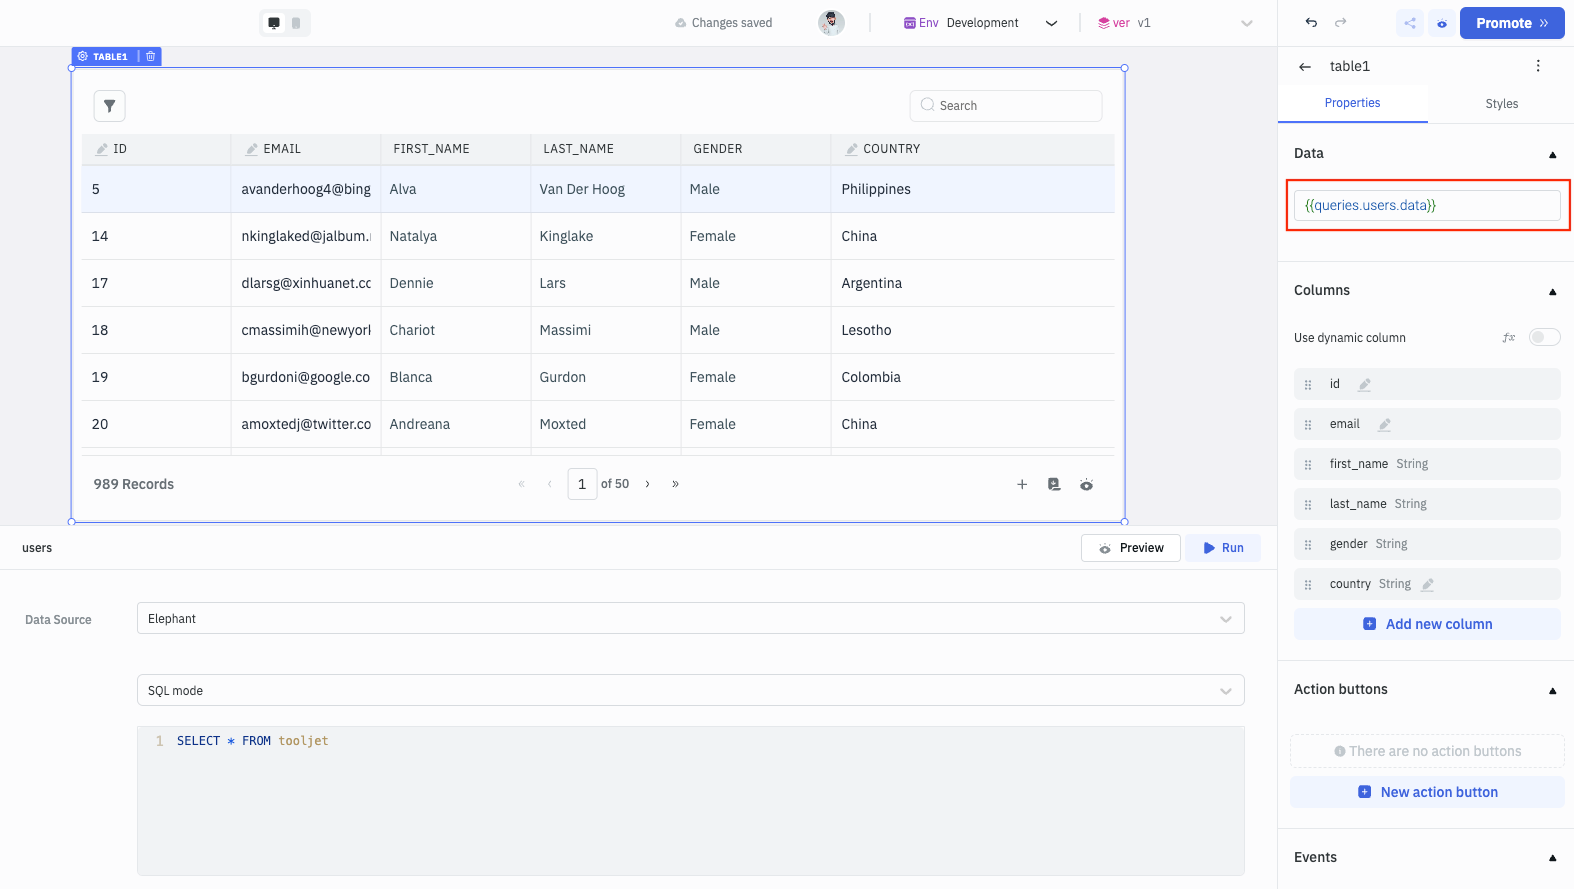 Changes saved
Env Development
ver v1
Promote »
TABLE1
Search
ID EMAIL FIRST_NAME LAST_NAME GENDER COUNTRY
5 avanderhoog4@bing Alva Van Der Hoog Male Philippines
14 nkinglaked@jalbum. Natalya Kinglake Female China
17 dlarsg@xinhuanet.cc Dennie Lars Male Argentina
18 cmassimih@newyork Chariot Massimi Male Lesotho
19 bgurdoni@google.co Blanca Gurdon Female Colombia
20 amoxtedj@twitter.co Andreana Moxted Female China
989 Records
« ‹ 1 of 50 › »
+
users
Preview
Run
Data Source
Elephant
SQL mode
1 SELECT * FROM tooljet
table1
Properties
Styles
Data
{{queries.users.data}}
Columns
Use dynamic column
fx
id
email
first_name String
last_name String
gender String
country String
+ Add new column
Action buttons
There are no action buttons
+ New action button
Events